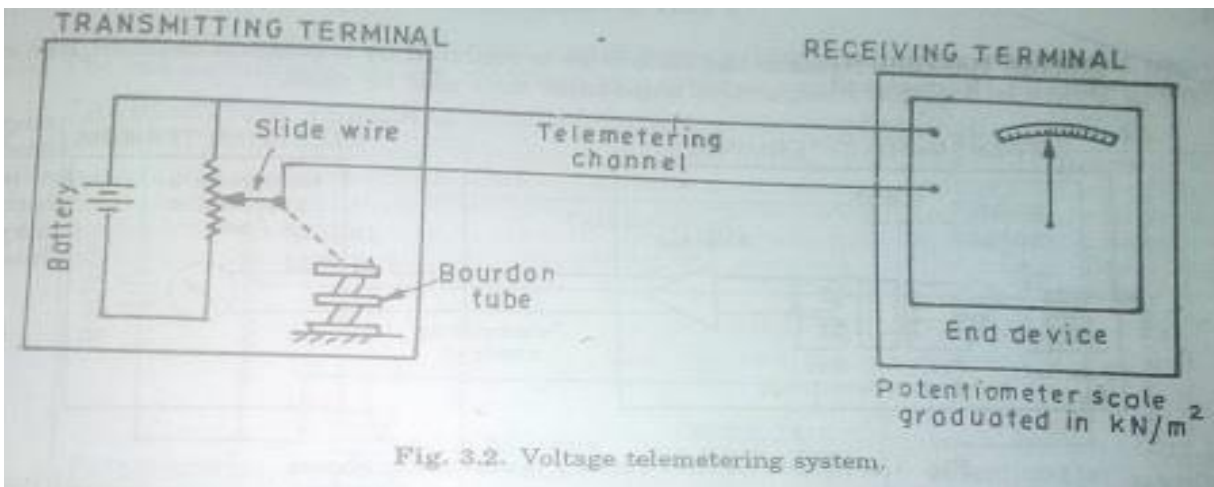 TRANSMITTING TERMINAL
RECEIVING TERMINAL
Slide wire
Telemetering
channel
Battery
Bourdon
tube
End device
Potentiometer scale
graduated in kN/m²
Fig. 3.2. Voltage telemetering system.